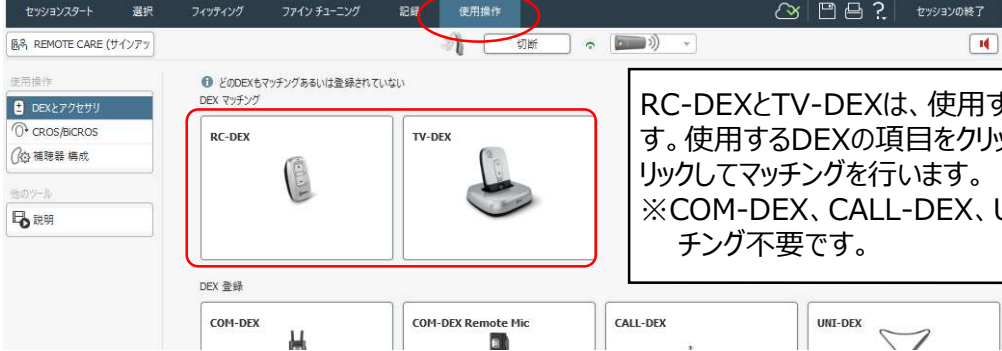 セッションスタート 選択 フィッティング ファインチューニング 記録 使用操作 セッションの終了
REMOTE CARE (サインアッ 切断
使用操作
DEXとアクセサリ
CROS/BiCROS
補聴器 構成
他のツール
説明
どのDEXもマッチングあるいは登録されていない
DEX マッチング
RC-DEX TV-DEX
RC-DEXとTV-DEXは、使用す
す。使用するDEXの項目をクリッ
リックしてマッチングを行います。
※COM-DEX、CALL-DEX、U
チング不要です。
DEX 登録
COM-DEX COM-DEX Remote Mic CALL-DEX UNI-DEX